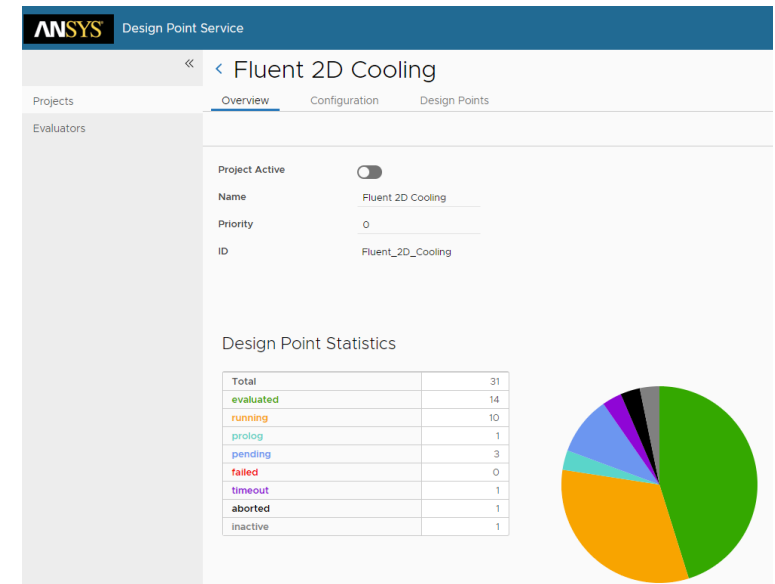 ANSYS Design Point Service
« ‹ Fluent 2D Cooling
Projects
Evaluators
Overview Configuration Design Points
Project Active
Name Fluent 2D Cooling
Priority 0
ID Fluent_2D_Cooling
Design Point Statistics
Total 31
evaluated 14
running 10
prolog 1
pending 3
failed 0
timeout 1
aborted 1
inactive 1